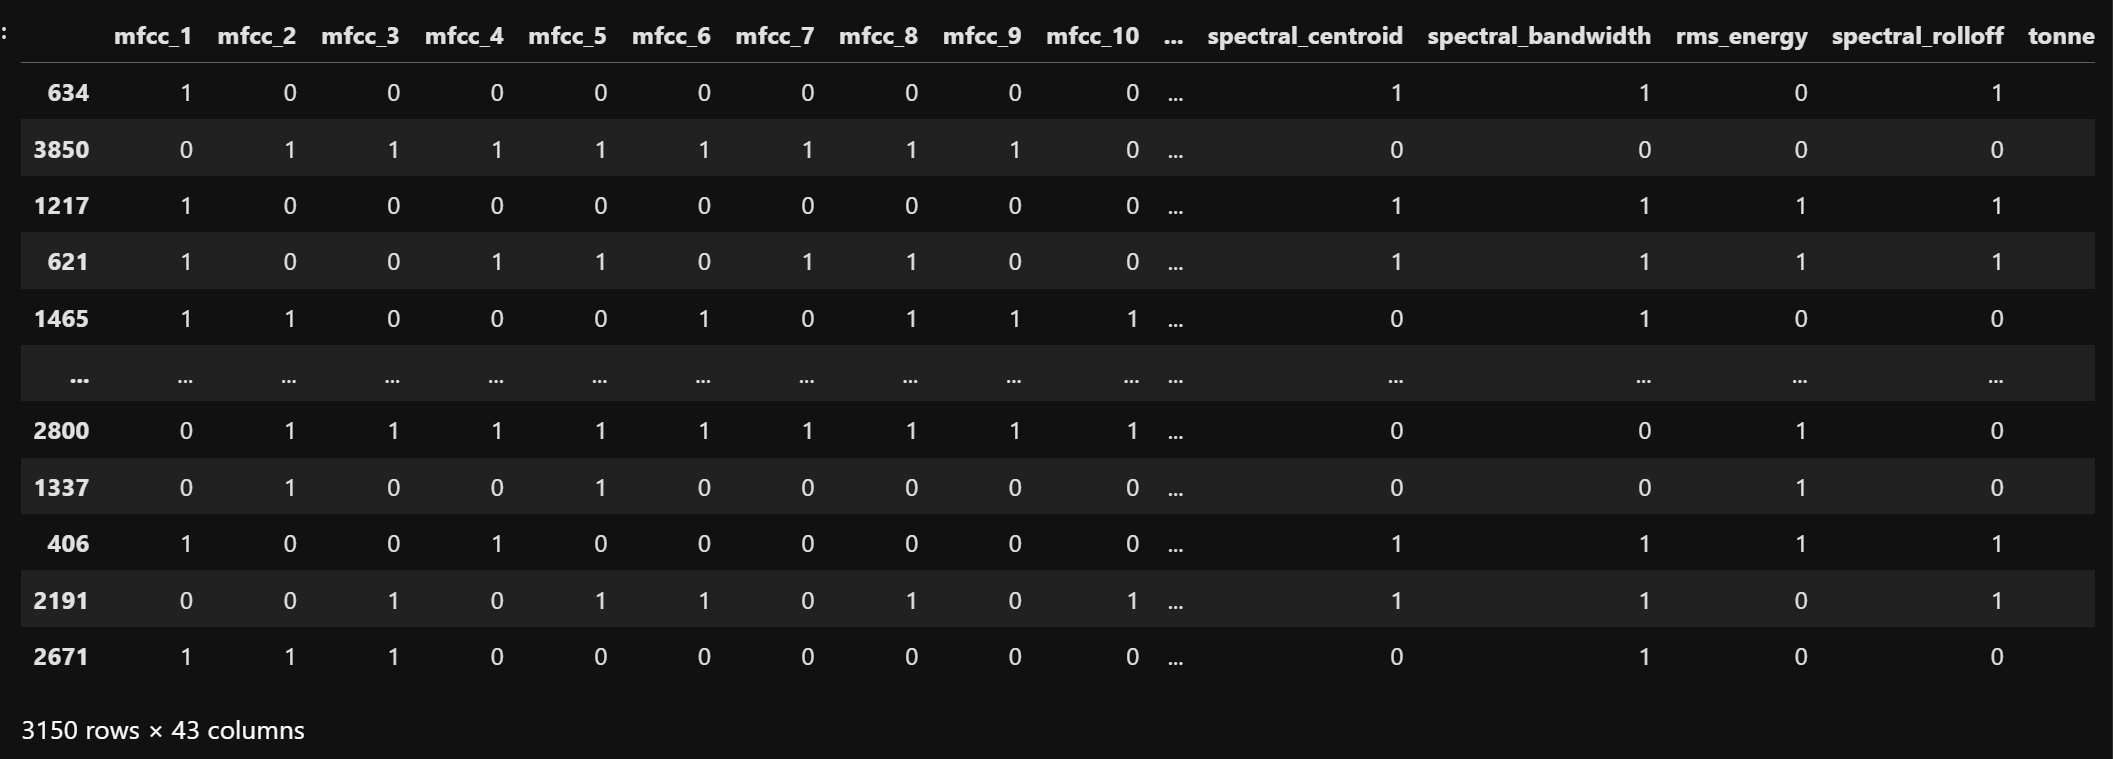 :
mfcc_1 mfcc_2 mfcc_3 mfcc_4 mfcc_5 mfcc_6 mfcc_7 mfcc_8 mfcc_9 mfcc_10 ... spectral_centroid spectral_bandwidth rms_energy spectral_rolloff tonne
634 1 0 0 0 0 0 0 0 0 0 ... 1 1 0 1
3850 0 1 1 1 1 1 1 1 1 0 ... 0 0 0 0
1217 1 0 0 0 0 0 0 0 0 0 ... 1 1 1 1
621 1 0 0 1 1 0 1 1 0 0 ... 1 1 1 1
1465 1 1 0 0 0 1 0 1 1 1 ... 0 1 0 0
... ... ... ... ... ... ... ... ... ... ... ... ... ... ... ...
2800 0 1 1 1 1 1 1 1 1 1 ... 0 0 1 0
1337 0 1 0 0 1 0 0 0 0 0 ... 0 0 1 0
406 1 0 0 1 0 0 0 0 0 0 ... 1 1 1 1
2191 0 0 1 0 1 1 0 1 0 1 ... 1 1 0 1
2671 1 1 1 0 0 0 0 0 0 0 ... 0 1 0 0
3150 rows × 43 columns